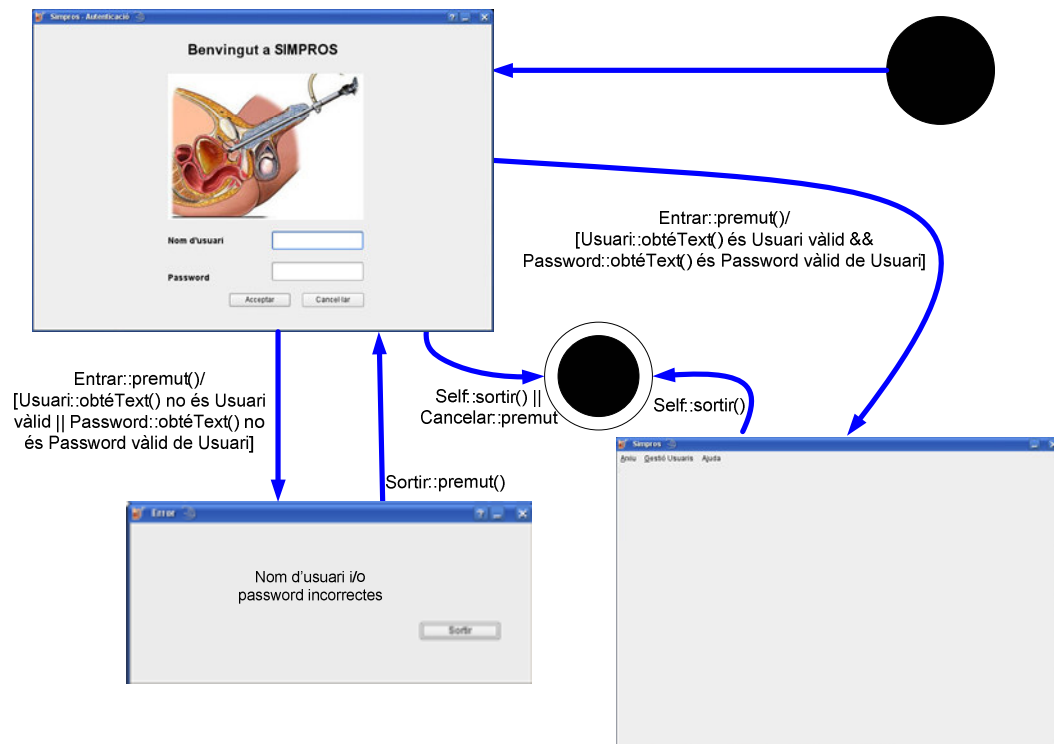 Simpros - Autenticació
Benvingut a SIMPROS
Nom d'usuari
Password
Acceptar
Cancel·lar
Entrar::premut()/
[Usuari::obtéText() és Usuari vàlid &&
Password::obtéText() és Password vàlid de Usuari]
Entrar::premut()/
[Usuari::obtéText() no és Usuari
vàlid || Password::obtéText() no
és Password vàlid de Usuari]
Self::sortir() ||
Cancelar::premut
Self::sortir()
Sortir::premut()
Error
Nom d'usuari i/o
password incorrectes
Sortir
Simpros
Arxiu Gestió Usuaris Ajuda